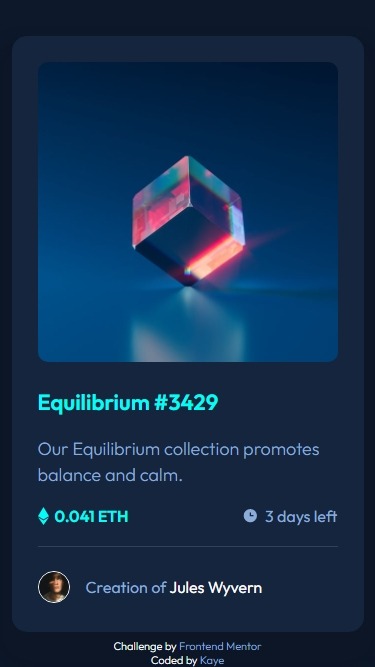 Equilibrium #3429
Our Equilibrium collection promotes
balance and calm.
0.041 ETH
3 days left
Creation of Jules Wyvern
Challenge by Frontend Mentor
Coded by Kaye